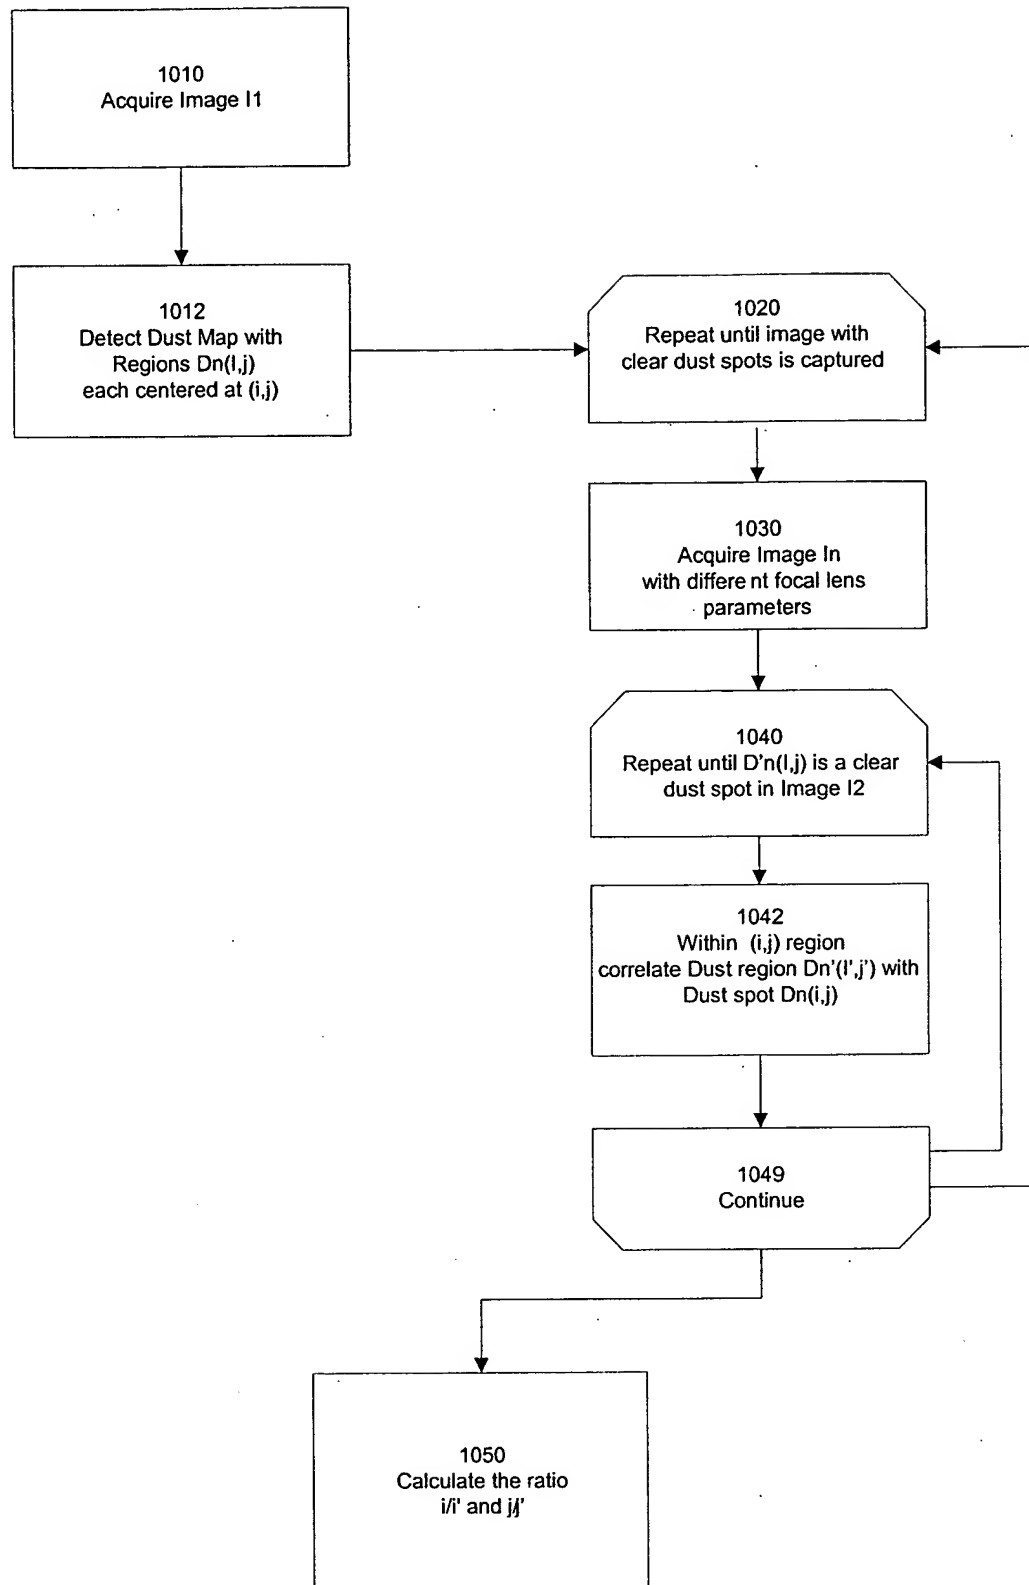 1010
Acquire Image I1
1012
Detect Dust Map with
Regions Dn(I,j)
each centered at (i,j)
1020
Repeat until image with
clear dust spots is captured
1030
Acquire Image In
with different focal lens
parameters
1040
Repeat until D'n(I,j) is a clear
dust spot in Image I2
1042
Within (i,j) region
correlate Dust region Dn'(I',j') with
Dust spot Dn(i,j)
1049
Continue
1050
Calculate the ratio
i/i' and j/j'